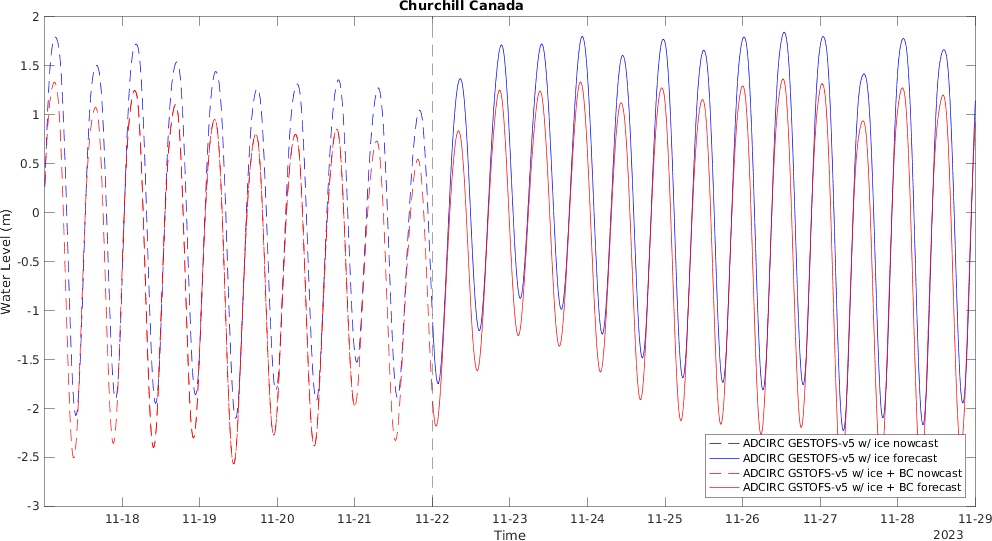 Churchill Canada
2
1.5
1
0.5
0
-0.5
-1
-1.5
-2
-2.5
-3
Water Level (m)
ADCIRC GESTOFS-v5 w/ ice nowcast
ADCIRC GESTOFS-v5 w/ ice forecast
ADCIRC GSTOFS-v5 w/ ice + BC nowcast
ADCIRC GSTOFS-v5 w/ ice + BC forecast
11-18 11-19 11-20 11-21 11-22 11-23 11-24 11-25 11-26 11-27 11-28 11-29
Time
2023